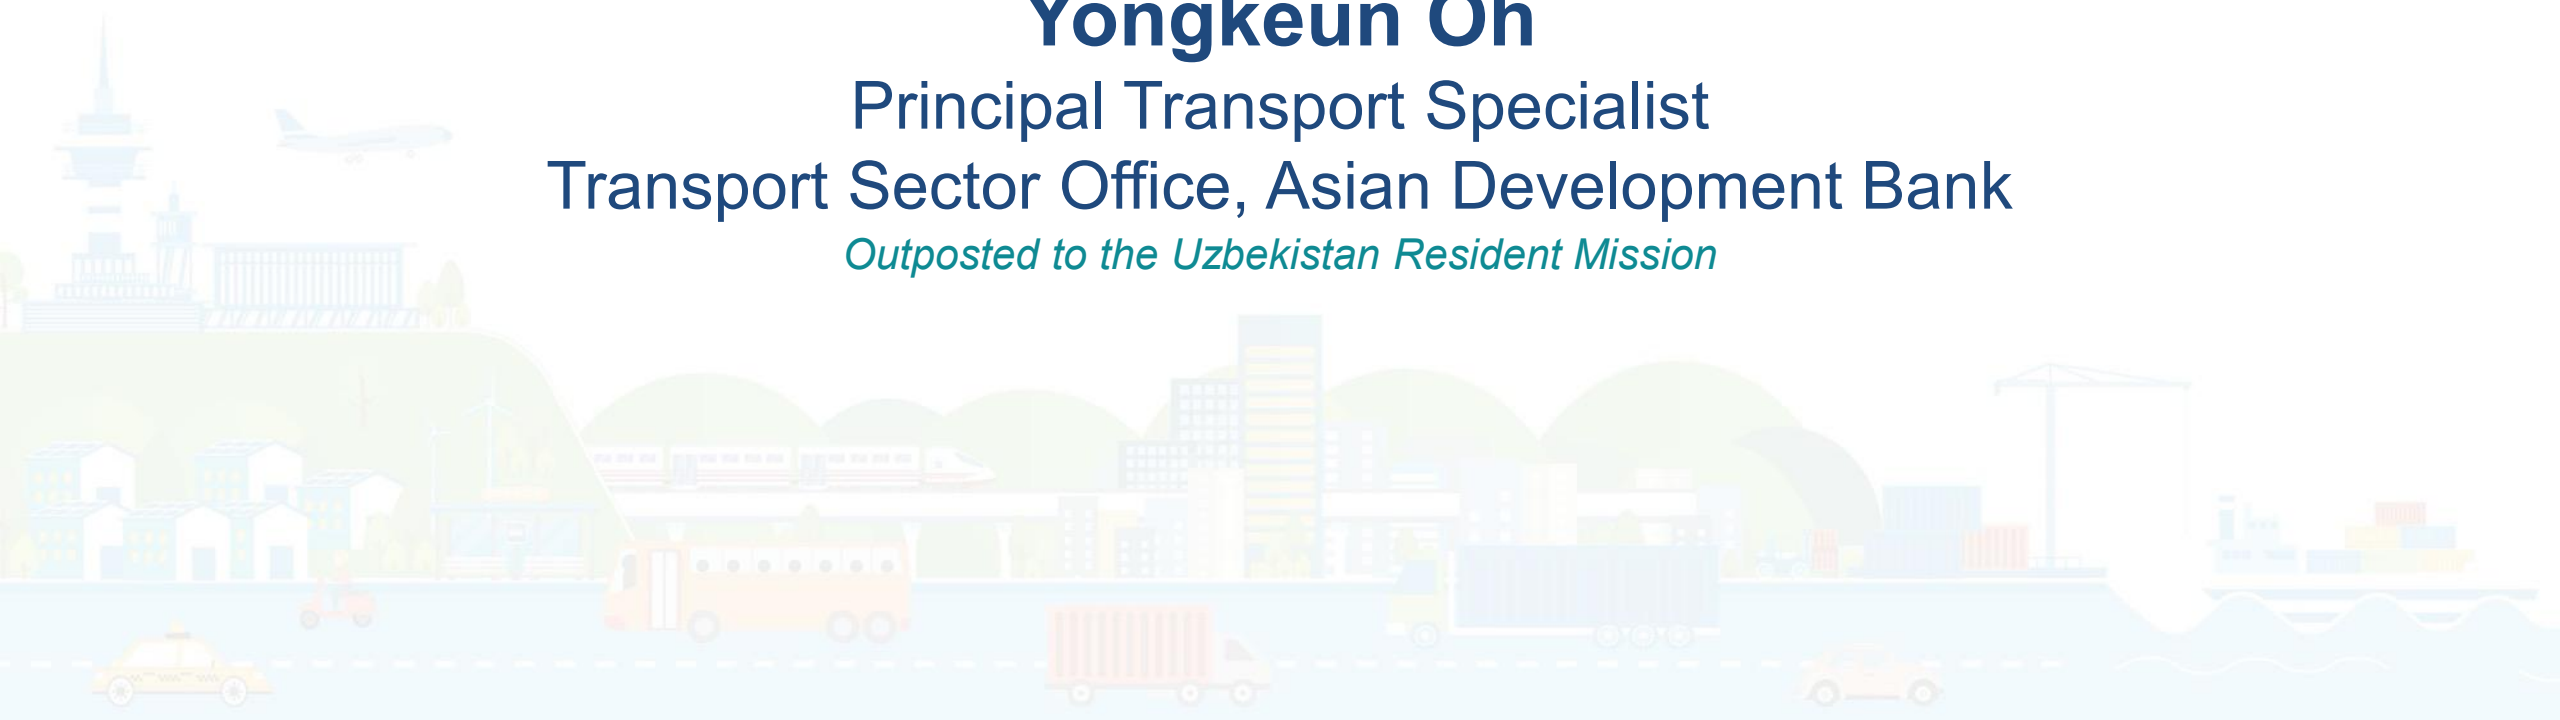 Yongkeun Oh
Principal Transport Specialist
Transport Sector Office, Asian Development Bank
Outposted to the Uzbekistan Resident Mission